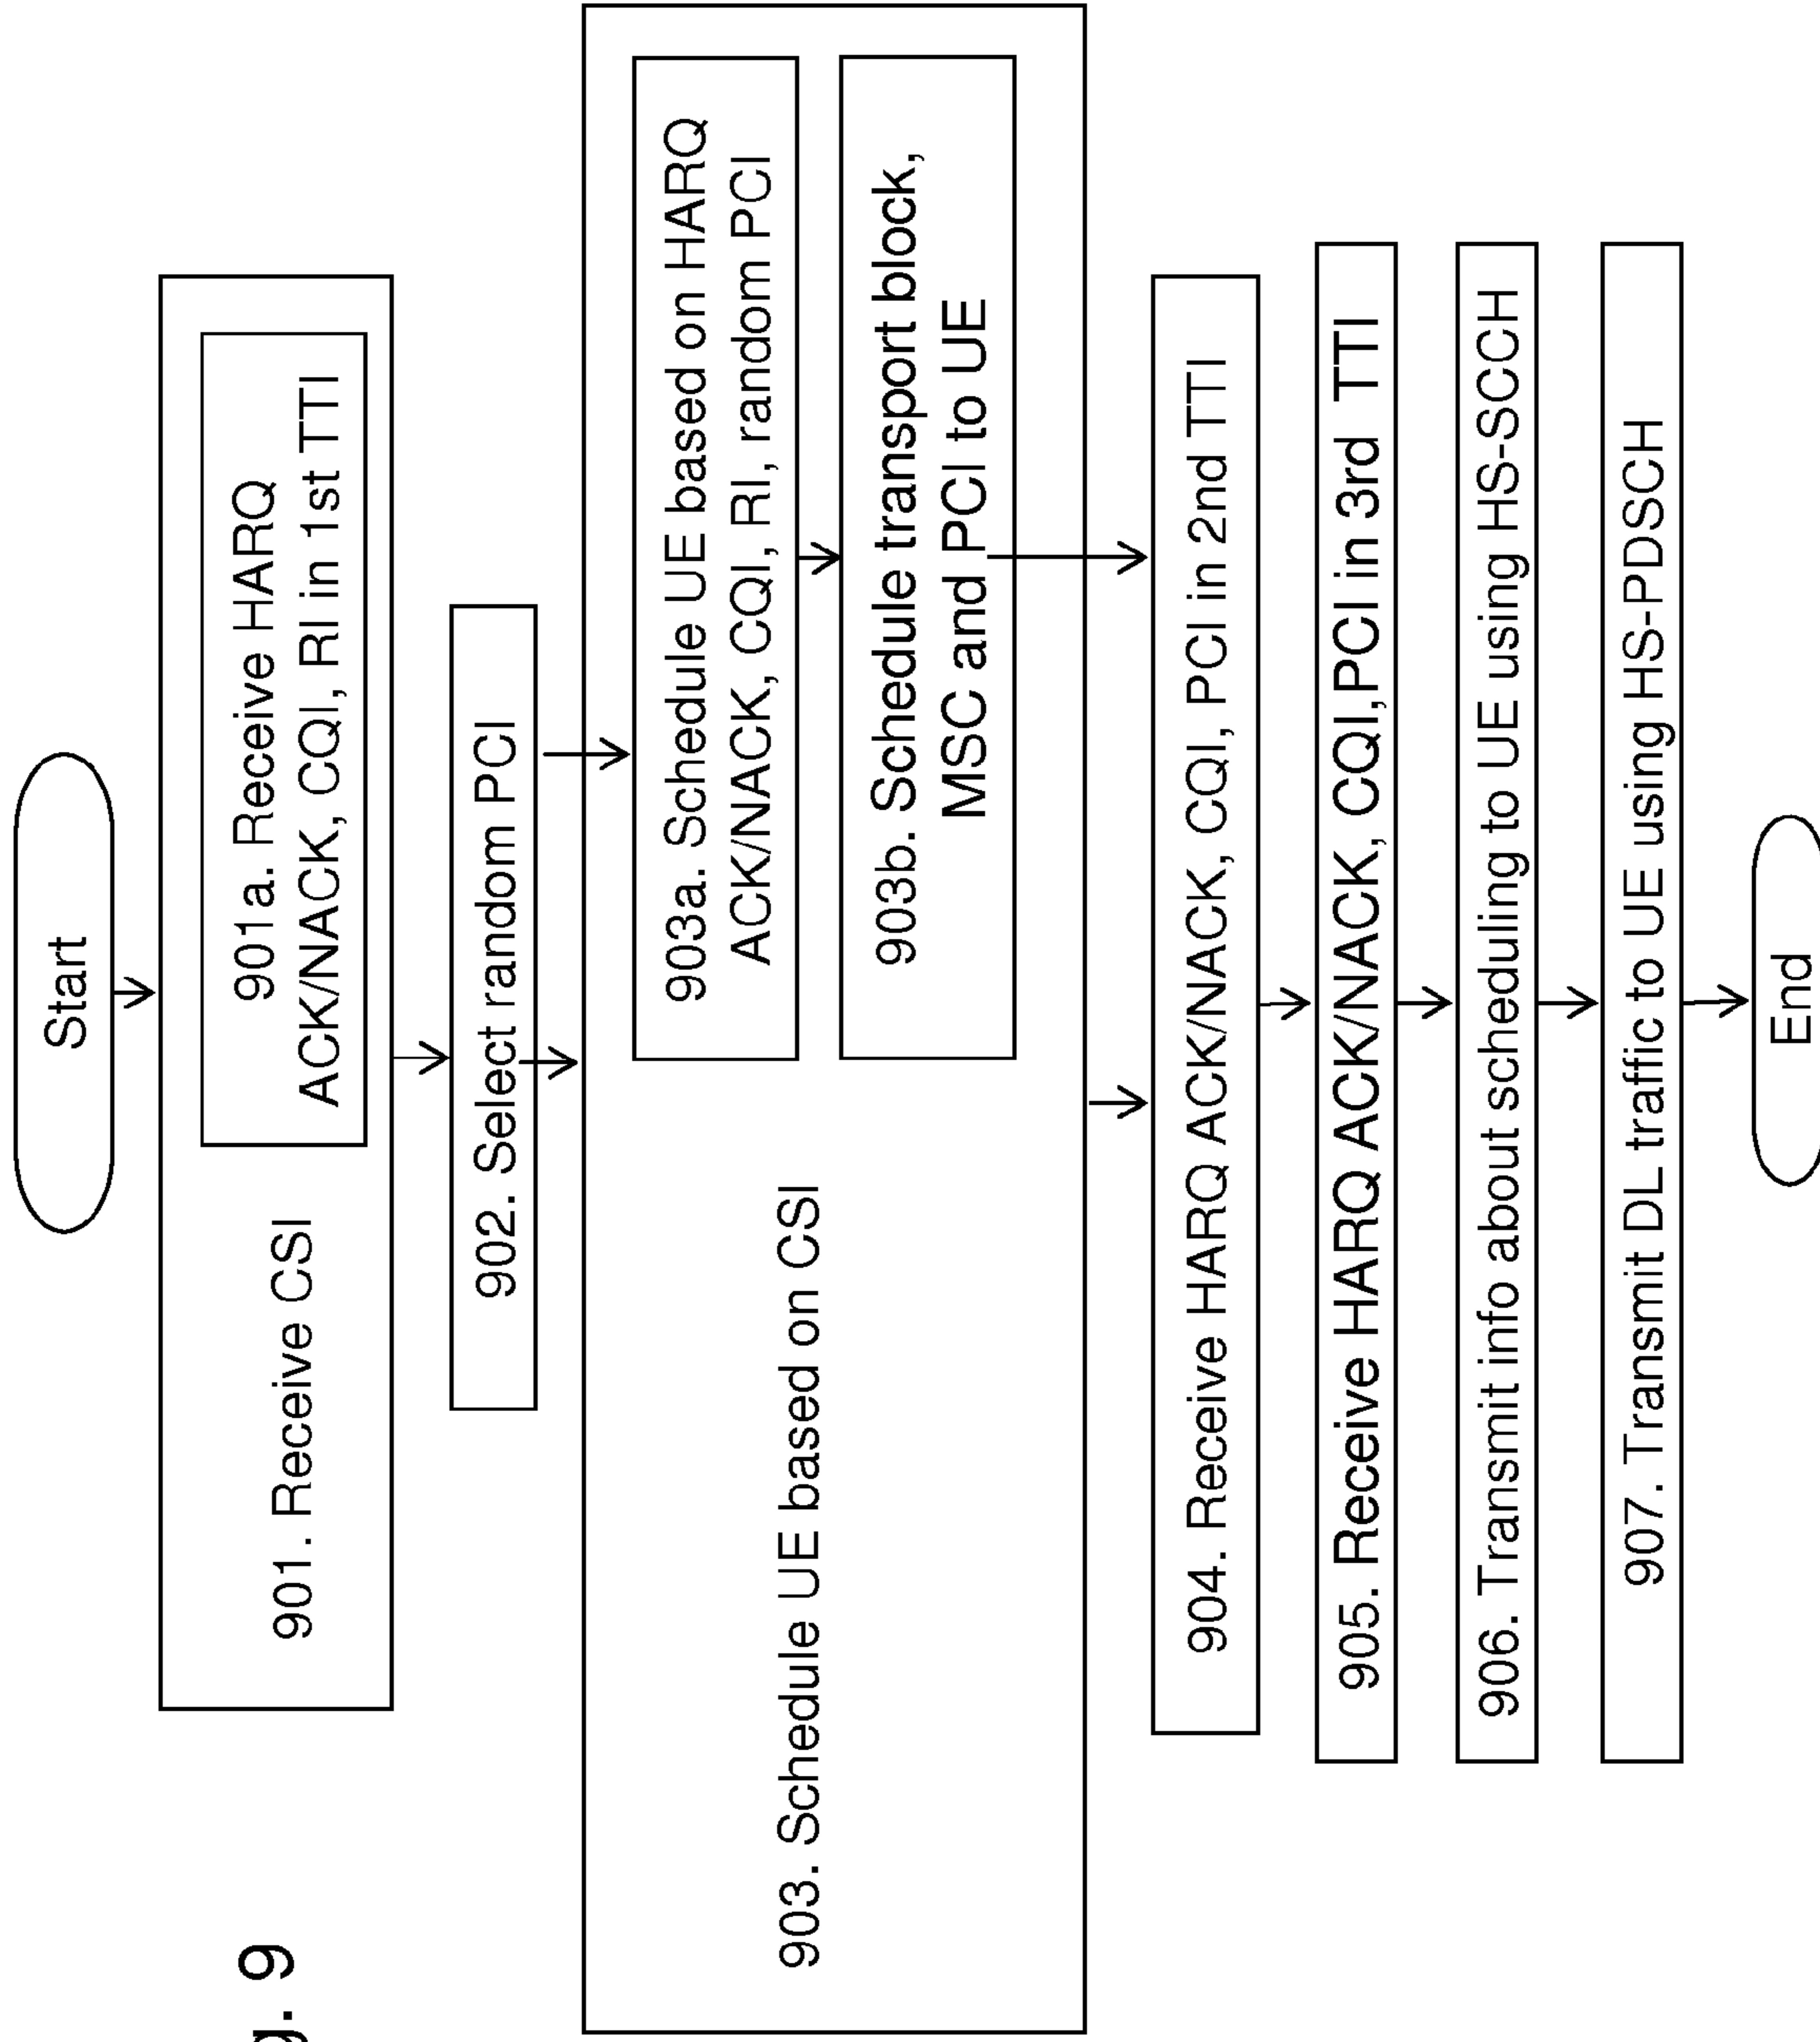 g. 9
Start
901. Receive CSI
901a. Receive HARQ
ACK/NACK, CQI, RI in 1st TTI
902. Select random PCI
903. Schedule UE based on CSI
903a. Schedule UE based on HARQ
ACK/NACK, CQI, RI, random PCI
903b. Schedule transport block,
MSC and PCI to UE
904. Receive HARQ ACK/NACK, CQI, PCI in 2nd TTI
905. Receive HARQ ACK/NACK, CQI,PCI in 3rd TTI
906. Transmit info about scheduling to UE using HS-SCCH
907. Transmit DL traffic to UE using HS-PDSCH
End